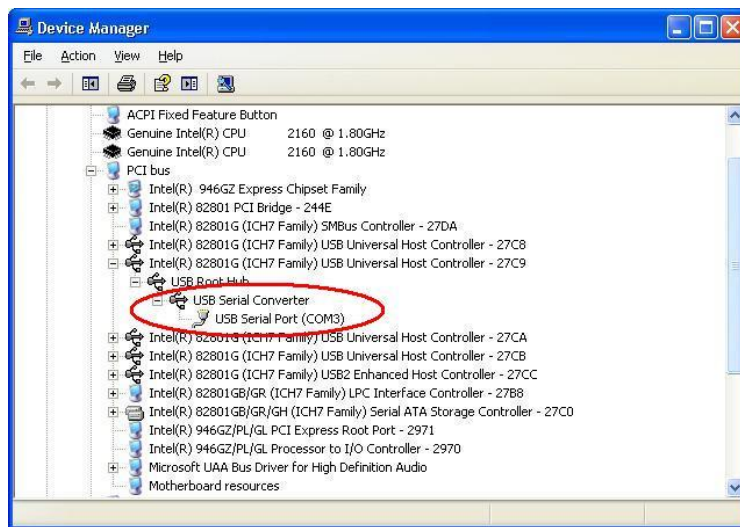 Device Manager
File Action View Help
ACPI Fixed Feature Button
Genuine Intel(R) CPU 2160 @ 1.80GHz
Genuine Intel(R) CPU 2160 @ 1.80GHz
PCI bus
Intel(R) 946GZ Express Chipset Family
Intel(R) 82801 PCI Bridge - 244E
Intel(R) 82801G (ICH7 Family) SMBus Controller - 27DA
Intel(R) 82801G (ICH7 Family) USB Universal Host Controller - 27C8
Intel(R) 82801G (ICH7 Family) USB Universal Host Controller - 27C9
USB Root Hub
USB Serial Converter
USB Serial Port (COM3)
Intel(R) 82801G (ICH7 Family) USB Universal Host Controller - 27CA
Intel(R) 82801G (ICH7 Family) USB Universal Host Controller - 27CB
Intel(R) 82801G (ICH7 Family) USB2 Enhanced Host Controller - 27CC
Intel(R) 82801GB/GR (ICH7 Family) LPC Interface Controller - 27B8
Intel(R) 82801GB/GR/GH (ICH7 Family) Serial ATA Storage Controller - 27C0
Intel(R) 946GZ/PL/GL PCI Express Root Port - 2971
Intel(R) 946GZ/PL/GL Processor to I/O Controller - 2970
Microsoft UAA Bus Driver for High Definition Audio
Motherboard resources